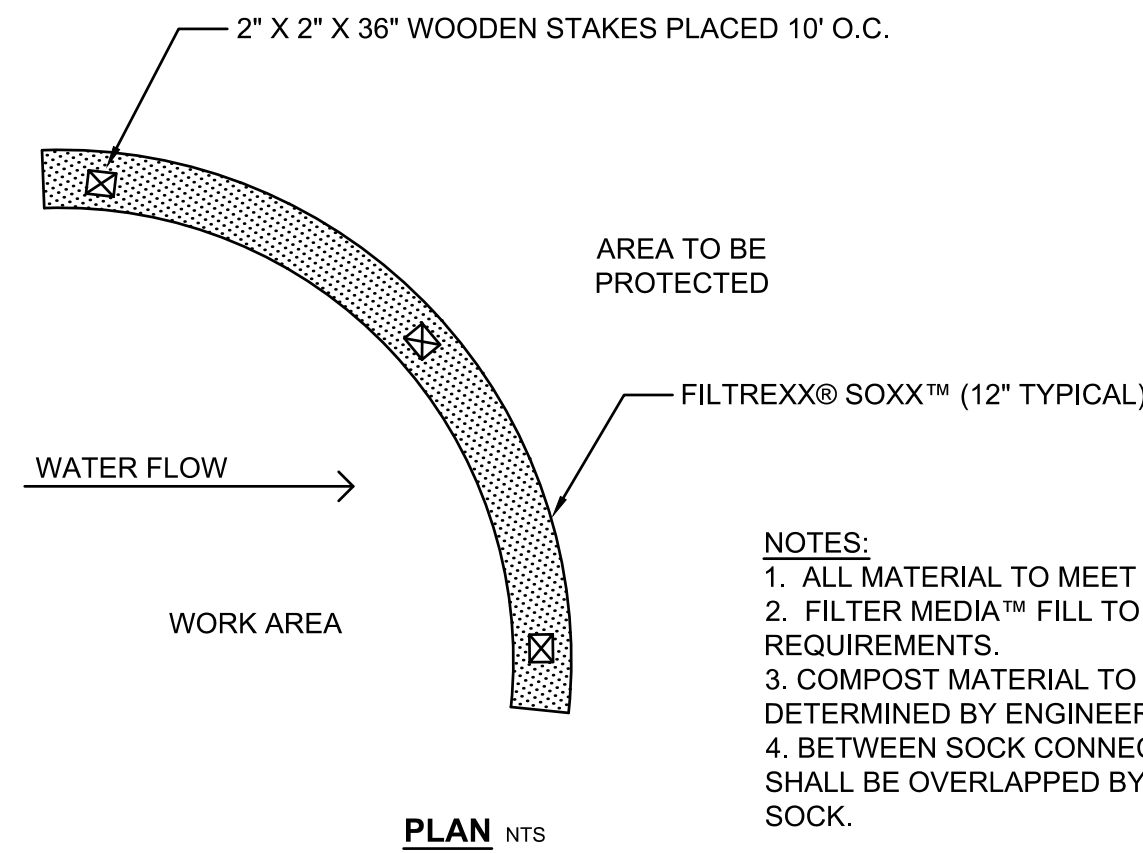 2" X 2" X 36" WOODEN STAKES PLACED 10' O.C.
AREA TO BE
PROTECTED
FILTREXX® SOXX™ (12" TYPICAL)
WATER FLOW
WORK AREA
NOTES:
1. ALL MATERIAL TO MEET
2. FILTER MEDIA™ FILL TO
REQUIREMENTS.
3. COMPOST MATERIAL TO
DETERMINED BY ENGINEER
4. BETWEEN SOCK CONNEC
SHALL BE OVERLAPPED BY
SOCK.
PLAN NTS